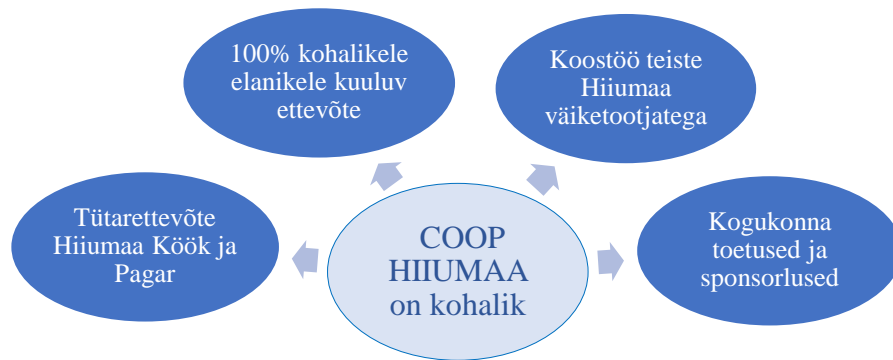 100% kohalikele
elanikele kuuluv
ettevõte
Koostöö teiste
Hiiumaa
väiketootjatega
Tütarettevõte
Hiiumaa Köök ja
Pagar
COOP
HIIUMAA
on kohalik
Kogukonna
toetused ja
sponsorlused